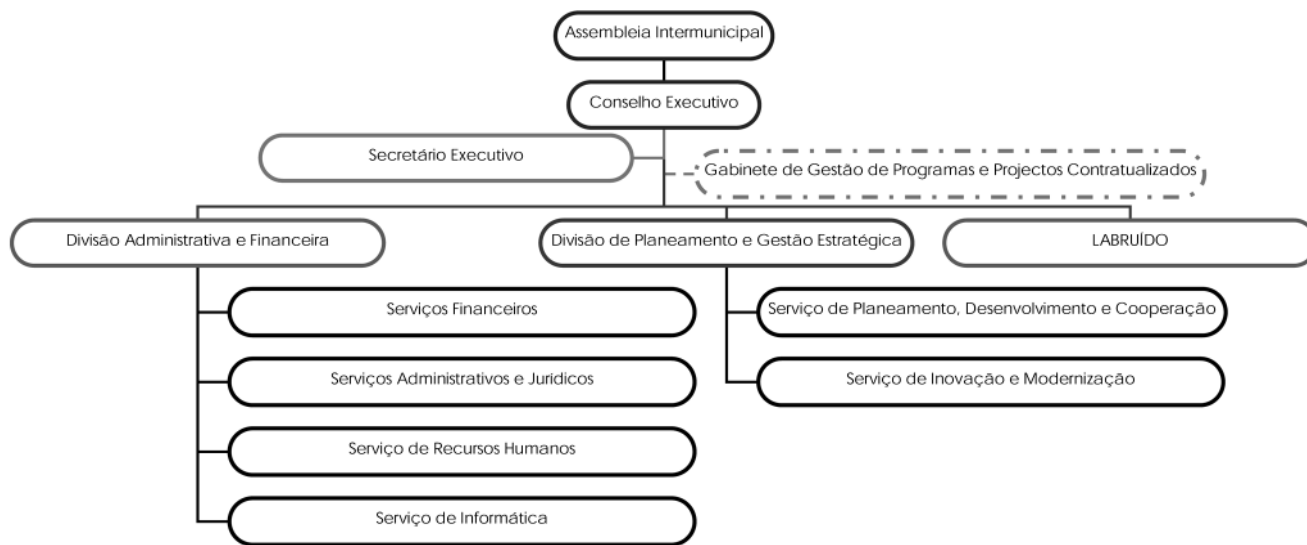 Assembleia Intermunicipal
Conselho Executivo
Secretário Executivo
Gabinete de Gestão de Programas e Projectos Contratualizados
Divisão Administrativa e Financeira
Divisão de Planeamento e Gestão Estratégica
LABRUÍDO
Serviços Financeiros
Serviço de Planeamento, Desenvolvimento e Cooperação
Serviços Administrativos e Jurídicos
Serviço de Inovação e Modernização
Serviço de Recursos Humanos
Serviço de Informática